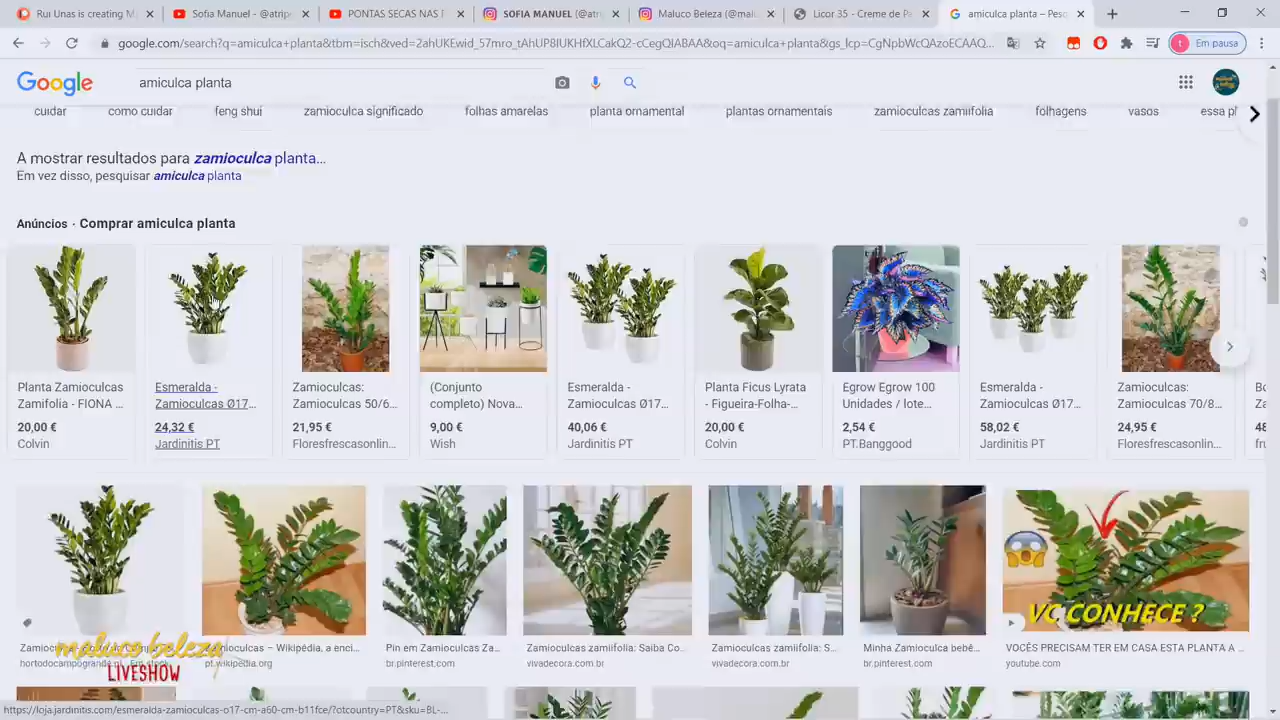 Rui Unas is creating M
Sofia Manuel - @atripe
PONTAS SECAS NAS F
SOFIA MANUEL (@atrip
Maluco Beleza (@malu
Licor 35 - Creme de Pa
amiculca planta – Pesq
google.com/search?q=amiculca+planta&tbm=isch&ved=
Em pausa
Google
amiculca planta
cuidar
como cuidar
feng shui
zamioculca significado
folhas amarelas
planta ornamental
plantas ornamentais
zamioculcas zamiifolia
folhagens
vasos
essa pl
A mostrar resultados para zamioculca planta...
Em vez disso, pesquisar amiculca planta
Anúncios · Comprar amiculca planta
Planta Zamioculcas Zamifolia - FIONA ...
20,00 €
Colvin
Esmeralda - Zamioculcas Ø17...
24,32 €
Jardinitis PT
Zamioculcas: Zamioculcas 50/6...
21,95 €
Floresfrescasonlin...
(Conjunto completo) Nova...
9,00 €
Wish
Esmeralda - Zamioculcas Ø17...
40,06 €
Jardinitis PT
Planta Ficus Lyrata - Figueira-Folha-...
20,00 €
Colvin
Egrow Egrow 100 Unidades / lote...
2,54 €
PT.Banggood
Esmeralda - Zamioculcas Ø17...
58,02 €
Jardinitis PT
Zamioculcas: Zamioculcas 70/8...
24,95 €
Floresfrescasonlin...
VC CONHECE ?
hortodocampogrande.pl
Em stock
Zamioculcas – Wikipédia, a enci...
pt.wikipedia.org
Pin em Zamioculcas Za...
br.pinterest.com
Zamioculcas zamiifolia: Saiba Co...
vivadecora.com.br
Zamioculcas zamiifolia: S...
vivadecora.com.br
Minha Zamioculca bebê...
br.pinterest.com
VOCÊS PRECISAM TER EM CASA ESTA PLANTA A ...
youtube.com
maluco beleza
LIVESHOW
https://loja.jardinitis.com/esmeralda-zamioculcas-o17-cm-a60-cm-b11fce/?otcountry=PT&sku=BL-...